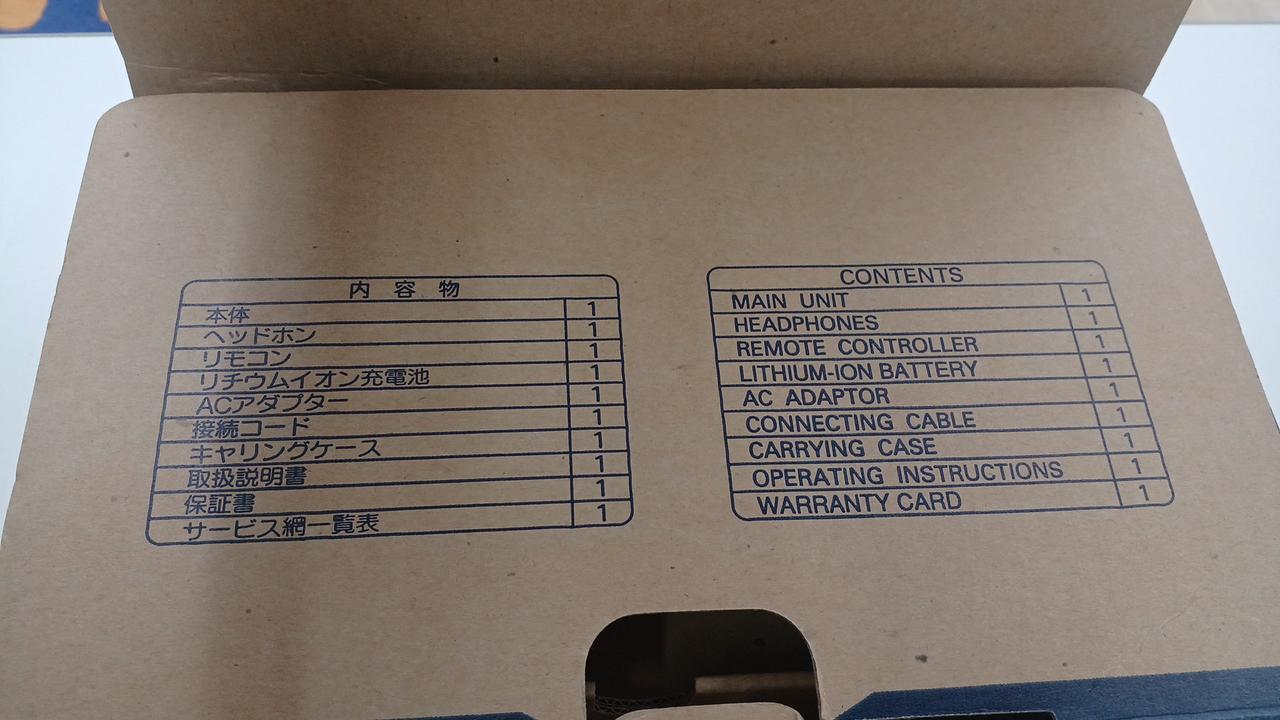 内容物
本体 1
ヘッドホン 1
リモコン 1
リチウムイオン充電池 1
ACアダプター 1
接続コード 1
キャリングケース 1
取扱説明書 1
保証書 1
サービス網一覧表 1
CONTENTS
MAIN UNIT 1
HEADPHONES 1
REMOTE CONTROLLER 1
LITHIUM-ION BATTERY 1
AC ADAPTOR 1
CONNECTING CABLE 1
CARRYING CASE 1
OPERATING INSTRUCTIONS 1
WARRANTY CARD 1